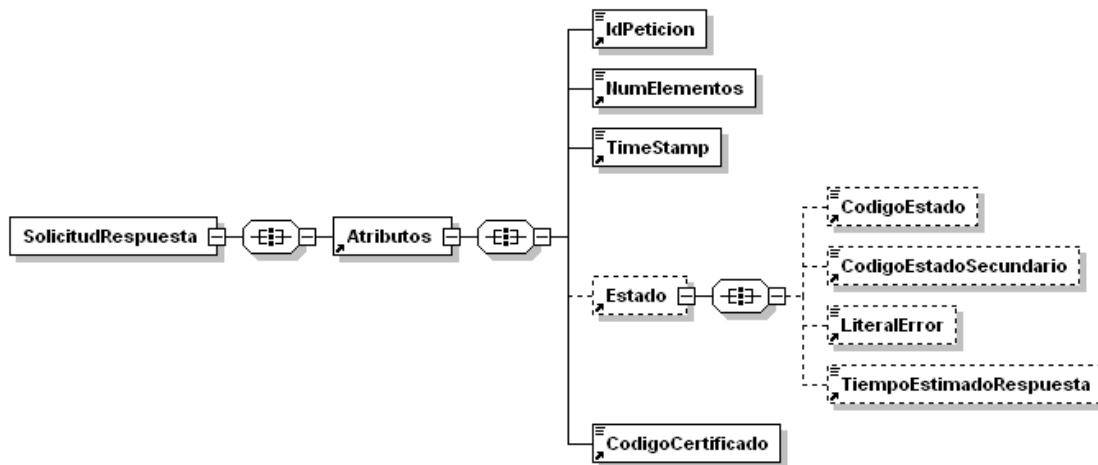 IdPeticion
NumElementos
TimeStamp
SolicitudRespuesta
Atributos
Estado
CodigoEstado
CodigoEstadoSecundario
LiteralError
TiempoEstimadoRespuesta
CodigoCertificado